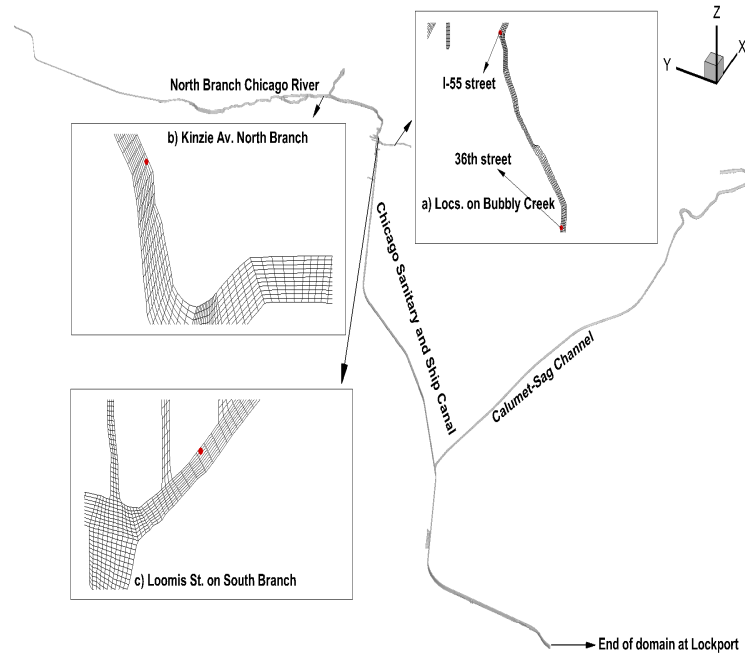 Z
X
Y
North Branch Chicago River
I-55 street
b) Kinzie Av. North Branch
36th street
a) Locs. on Bubbly Creek
Chicago Sanitary and Ship Canal
Calumet-Sag Channel
c) Loomis St. on South Branch
End of domain at Lockport